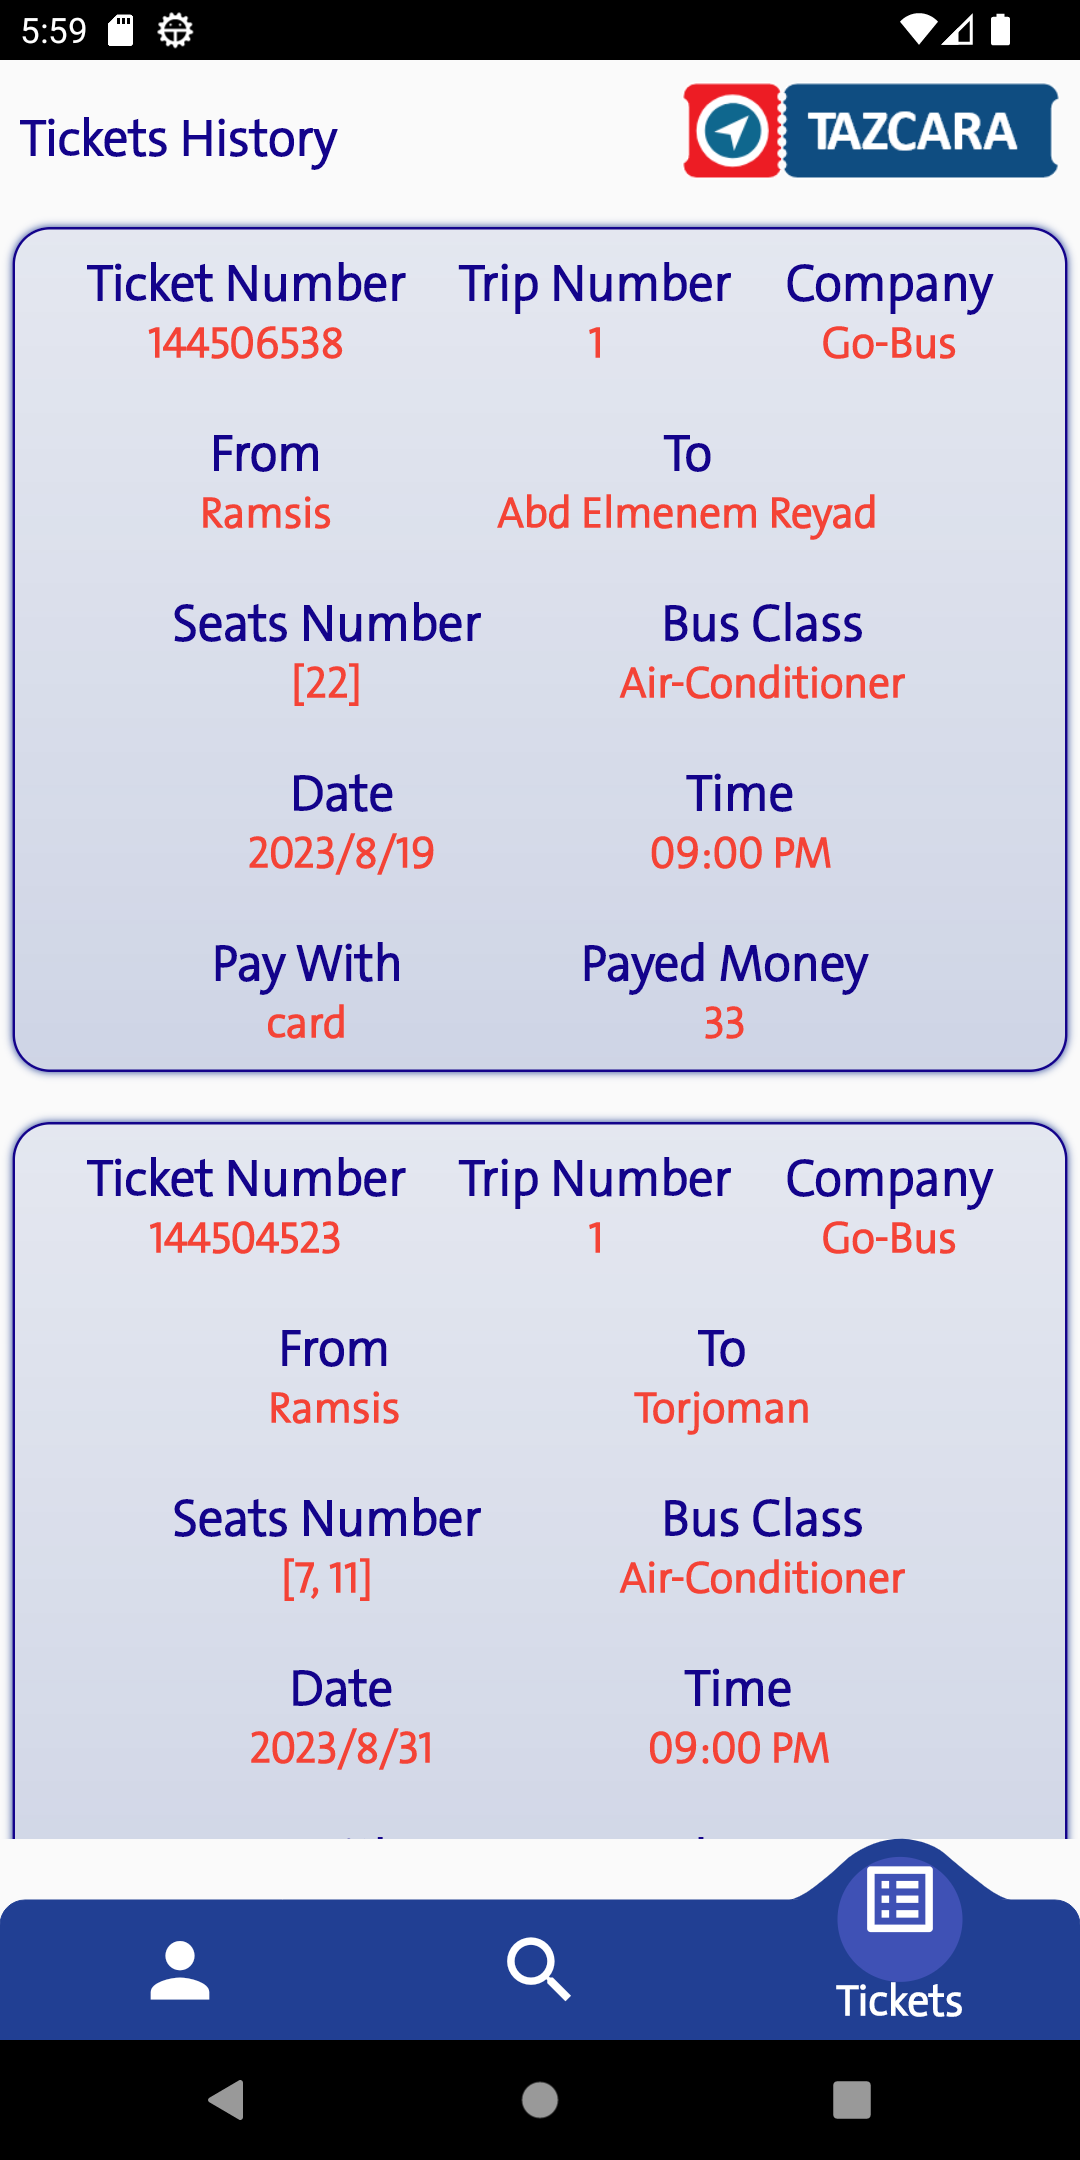 5:59
Tickets History
TAZCARA
Ticket Number Trip Number Company
144506538 1 Go-Bus
From To
Ramsis Abd Elmenem Reyad
Seats Number Bus Class
[22] Air-Conditioner
Date Time
2023/8/19 09:00 PM
Pay With Payed Money
card 33
Ticket Number Trip Number Company
144504523 1 Go-Bus
From To
Ramsis Torjoman
Seats Number Bus Class
[7, 11] Air-Conditioner
Date Time
2023/8/31 09:00 PM
Tickets